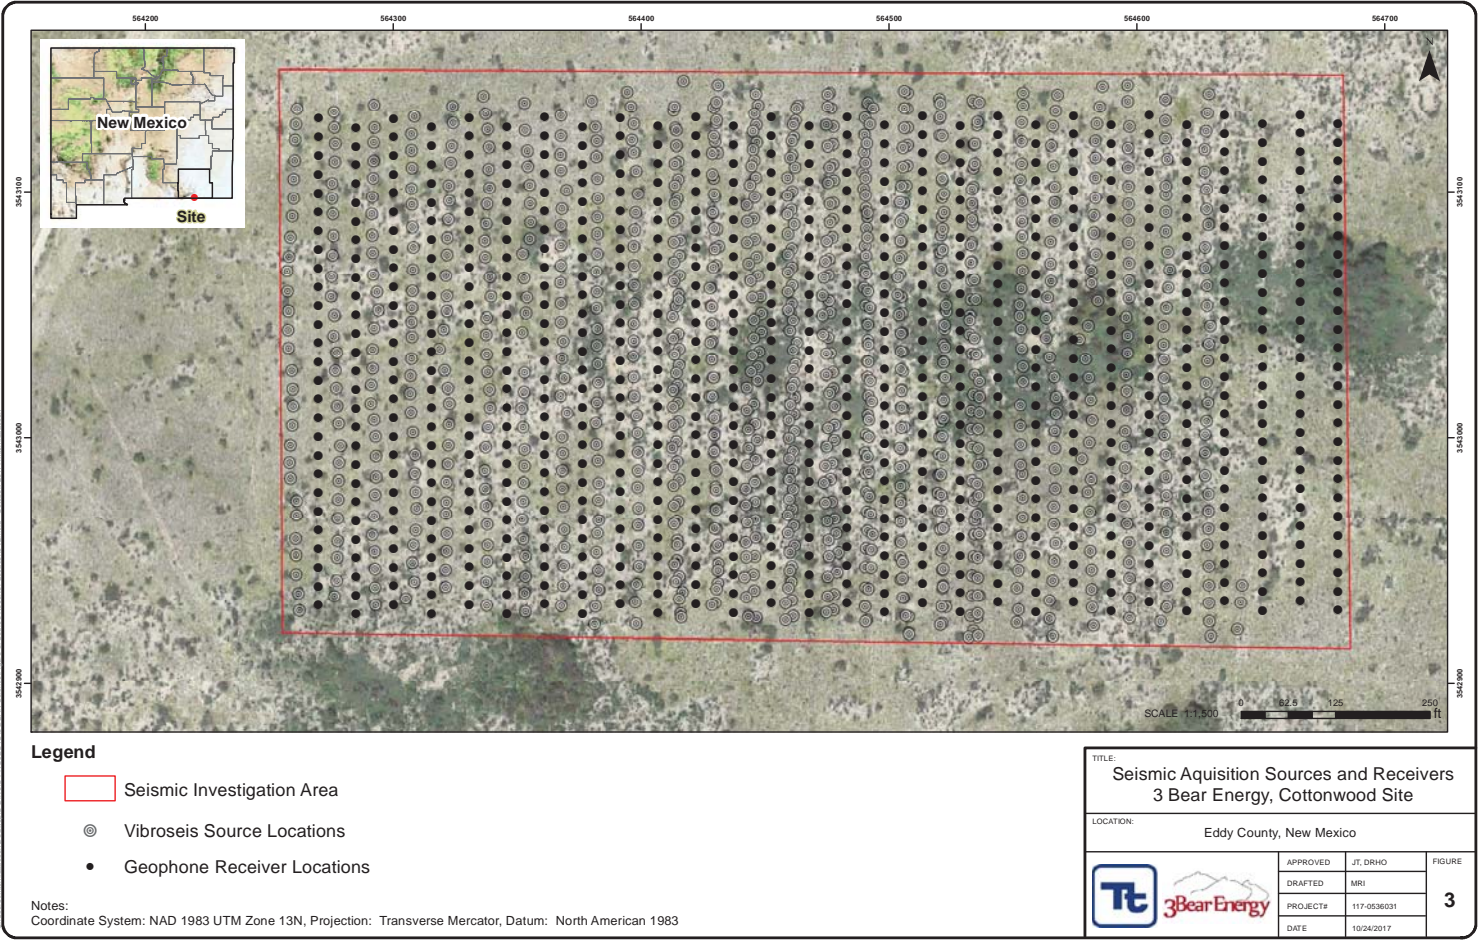 564200 564300 564400 564500 564600 564700
N
New Mexico
Site
3543100 3543100
3543000 3543000
3542900 3542900
SCALE 1:1,500
0 62.5 125 250
ft
Legend
Seismic Investigation Area
Vibroseis Source Locations
Geophone Receiver Locations
Notes:
Coordinate System: NAD 1983 UTM Zone 13N, Projection: Transverse Mercator, Datum: North American 1983
TITLE:
Seismic Aquisition Sources and Receivers
3 Bear Energy, Cottonwood Site
LOCATION:
Eddy County, New Mexico
Tt
3BearEnergy
APPROVED JT, DRHO
DRAFTED MRI
PROJECT# 117-0536031
DATE 10/24/2017
FIGURE
3